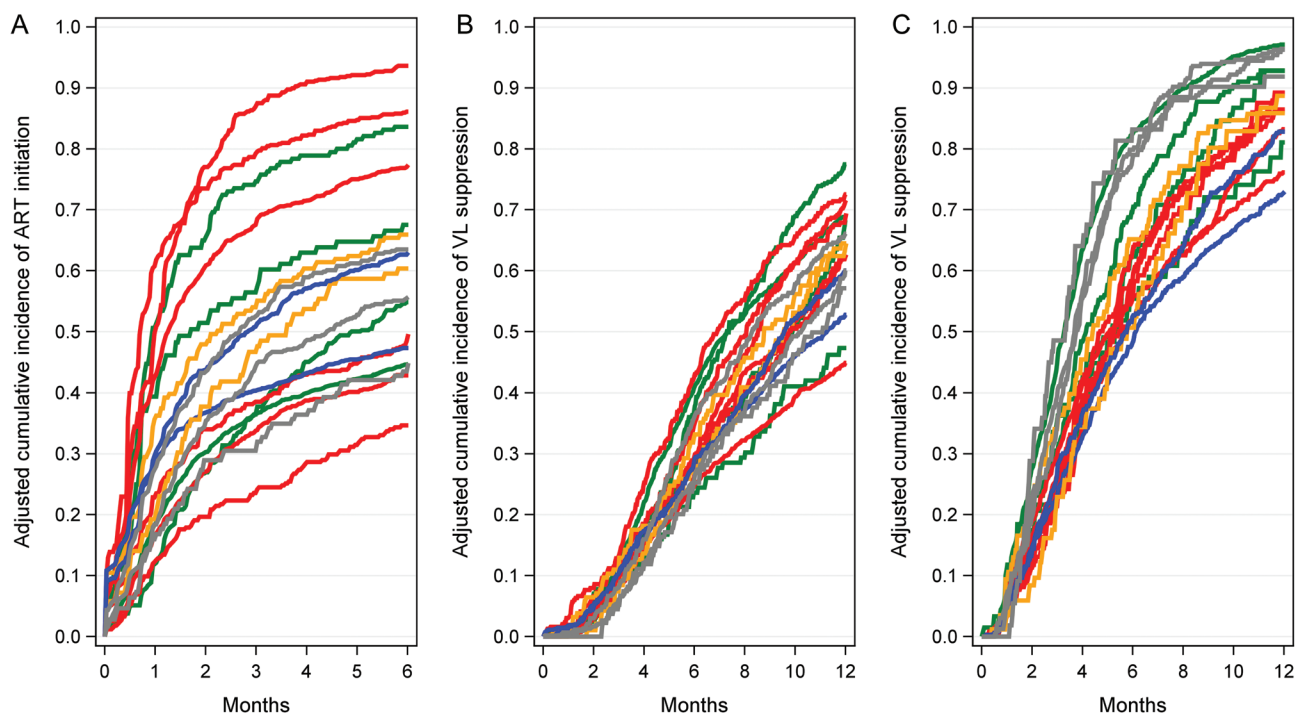 A
Adjusted cumulative incidence of ART initiation
1.0
0.9
0.8
0.7
0.6
0.5
0.4
0.3
0.2
0.1
0.0
0 1 2 3 4 5 6
Months
B
Adjusted cumulative incidence of VL suppression
1.0
0.9
0.8
0.7
0.6
0.5
0.4
0.3
0.2
0.1
0.0
0 2 4 6 8 10 12
Months
C
Adjusted cumulative incidence of VL suppression
1.0
0.9
0.8
0.7
0.6
0.5
0.4
0.3
0.2
0.1
0.0
0 2 4 6 8 10 12
Months